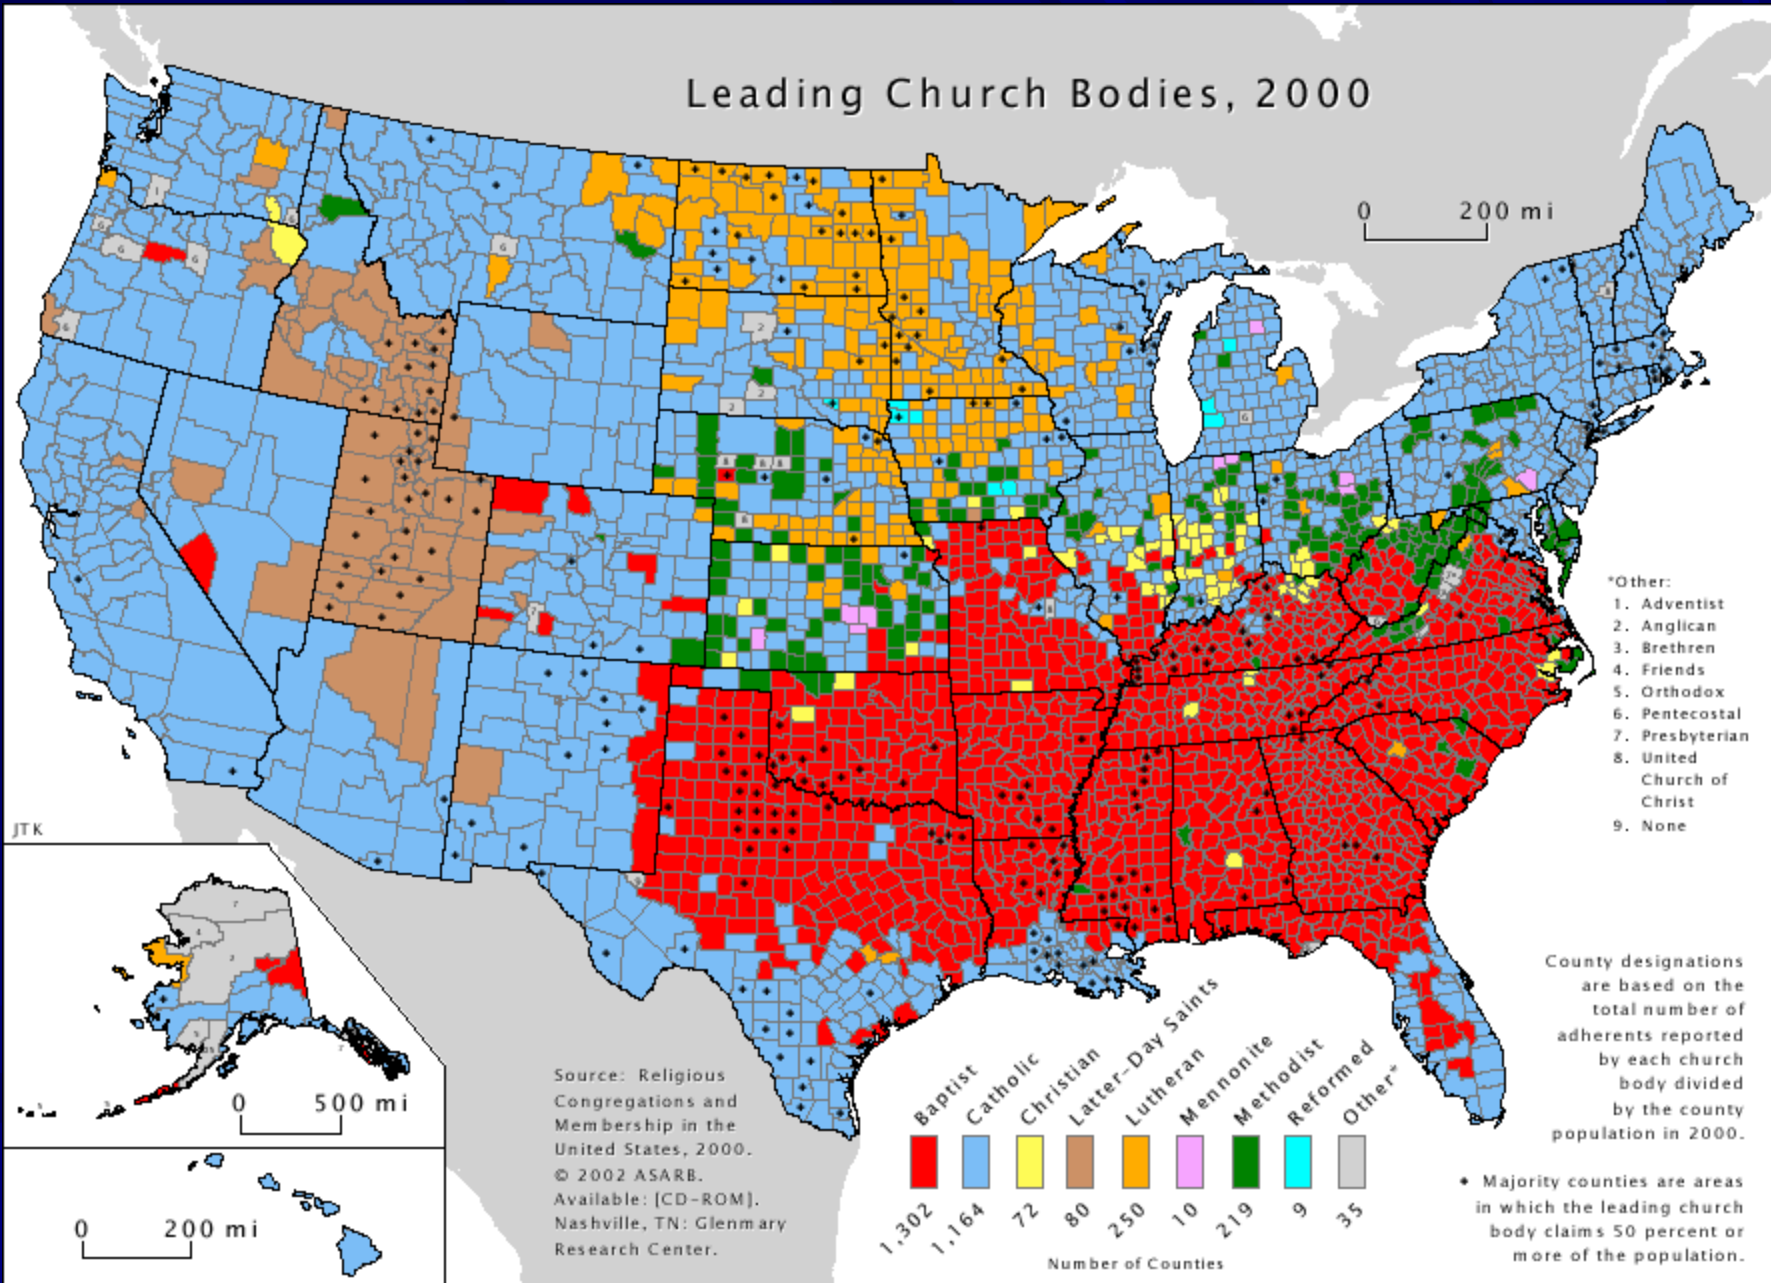 Leading Church Bodies, 2000
0 200 mi
*Other:
1. Adventist
2. Anglican
3. Brethren
4. Friends
5. Orthodox
6. Pentecostal
7. Presbyterian
8. United
Church of
Christ
9. None
JTK
County designations
are based on the
total number of
adherents reported
by each church
body divided
by the county
population in 2000.
0 500 mi
0 200 mi
Source: Religious
Congregations and
Membership in the
United States, 2000.
© 2002 ASARB.
Available: [CD-ROM].
Nashville, TN: Glenmary
Research Center.
Baptist
Catholic
Christian
Latter-Day Saints
Lutheran
Mennonite
Methodist
Reformed
Other*
1,302
1,164
72
80
250
10
219
9
35
Number of Counties
Majority counties are areas
in which the leading church
body claims 50 percent or
more of the population.